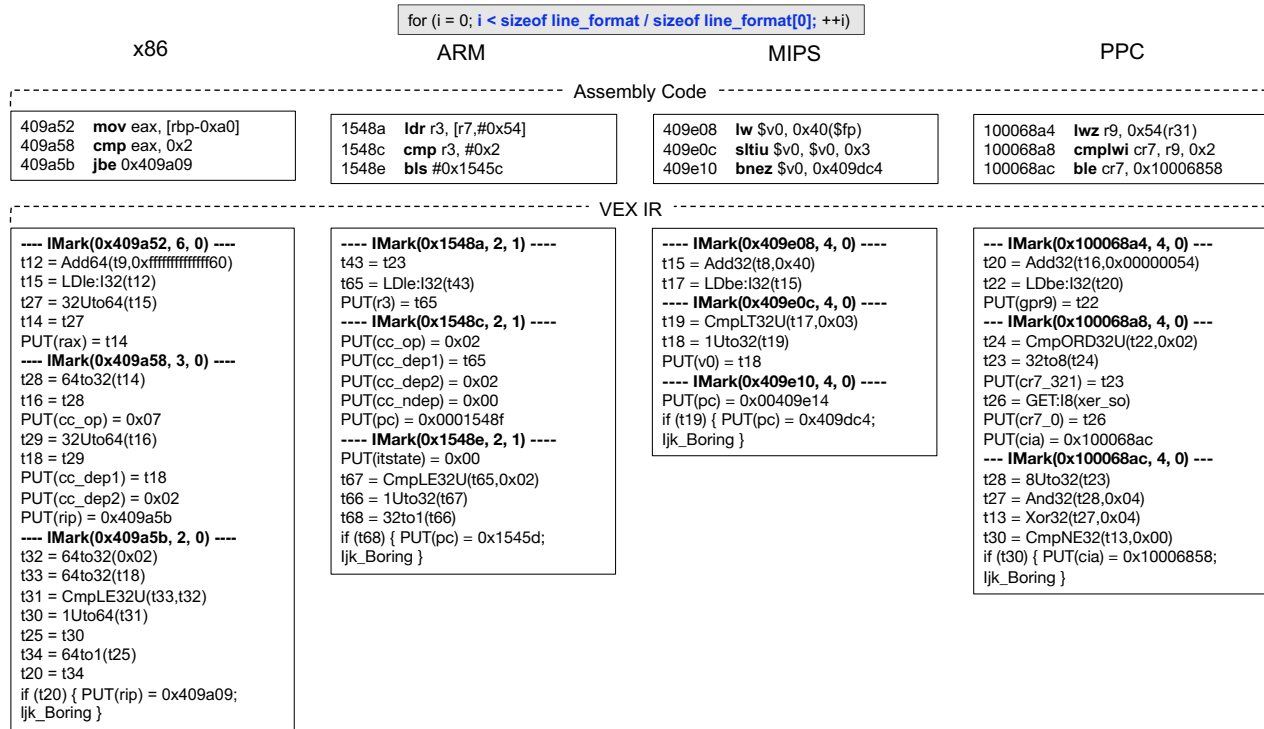 for (i = 0; i < sizeof line_format / sizeof line_format[0]; ++i)
x86
ARM
MIPS
PPC
Assembly Code
409a52 mov eax, [rbp-0xa0]
409a58 cmp eax, 0x2
409a5b jbe 0x409a09
1548a ldr r3, [r7,#0x54]
1548c cmp r3, #0x2
1548e bls #0x1545c
409e08 lw $v0, 0x40($fp)
409e0c sltiu $v0, $v0, 0x3
409e10 bnez $v0, 0x409dc4
100068a4 lwz r9, 0x54(r31)
100068a8 cmplwi cr7, r9, 0x2
100068ac ble cr7, 0x10006858
VEX IR
---- IMark(0x409a52, 6, 0) ----
t12 = Add64(t9,0xffffffffffffff60)
t15 = LDle:I32(t12)
t27 = 32Uto64(t15)
t14 = t27
PUT(rax) = t14
---- IMark(0x409a58, 3, 0) ----
t28 = 64to32(t14)
t16 = t28
PUT(cc_op) = 0x07
t29 = 32Uto64(t16)
t18 = t29
PUT(cc_dep1) = t18
PUT(cc_dep2) = 0x02
PUT(rip) = 0x409a5b
---- IMark(0x409a5b, 2, 0) ----
t32 = 64to32(0x02)
t33 = 64to32(t18)
t31 = CmpLE32U(t33,t32)
t30 = 1Uto64(t31)
t25 = t30
t34 = 64to1(t25)
t20 = t34
if (t20) { PUT(rip) = 0x409a09;
Ijk_Boring }
---- IMark(0x1548a, 2, 1) ----
t43 = t23
t65 = LDle:I32(t43)
PUT(r3) = t65
---- IMark(0x1548c, 2, 1) ----
PUT(cc_op) = 0x02
PUT(cc_dep1) = t65
PUT(cc_dep2) = 0x02
PUT(cc_ndep) = 0x00
PUT(pc) = 0x0001548f
---- IMark(0x1548e, 2, 1) ----
PUT(itstate) = 0x00
t67 = CmpLE32U(t65,0x02)
t66 = 1Uto32(t67)
t68 = 32to1(t66)
if (t68) { PUT(pc) = 0x1545d;
Ijk_Boring }
---- IMark(0x409e08, 4, 0) ----
t15 = Add32(t8,0x40)
t17 = LDbe:I32(t15)
---- IMark(0x409e0c, 4, 0) ----
t19 = CmpLT32U(t17,0x03)
t18 = 1Uto32(t19)
PUT(v0) = t18
---- IMark(0x409e10, 4, 0) ----
PUT(pc) = 0x00409e14
if (t19) { PUT(pc) = 0x409dc4;
Ijk_Boring }
--- IMark(0x100068a4, 4, 0) ---
t20 = Add32(t16,0x00000054)
t22 = LDbe:I32(t20)
PUT(gpr9) = t22
--- IMark(0x100068a8, 4, 0) ---
t24 = CmpORD32U(t22,0x02)
t23 = 32to8(t24)
PUT(cr7_321) = t23
t26 = GET:I8(xer_so)
PUT(cr7_0) = t26
PUT(cia) = 0x100068ac
--- IMark(0x100068ac, 4, 0) ---
t28 = 8Uto32(t23)
t27 = And32(t28,0x04)
t13 = Xor32(t27,0x04)
t30 = CmpNE32(t13,0x00)
if (t30) { PUT(cia) = 0x10006858;
Ijk_Boring }